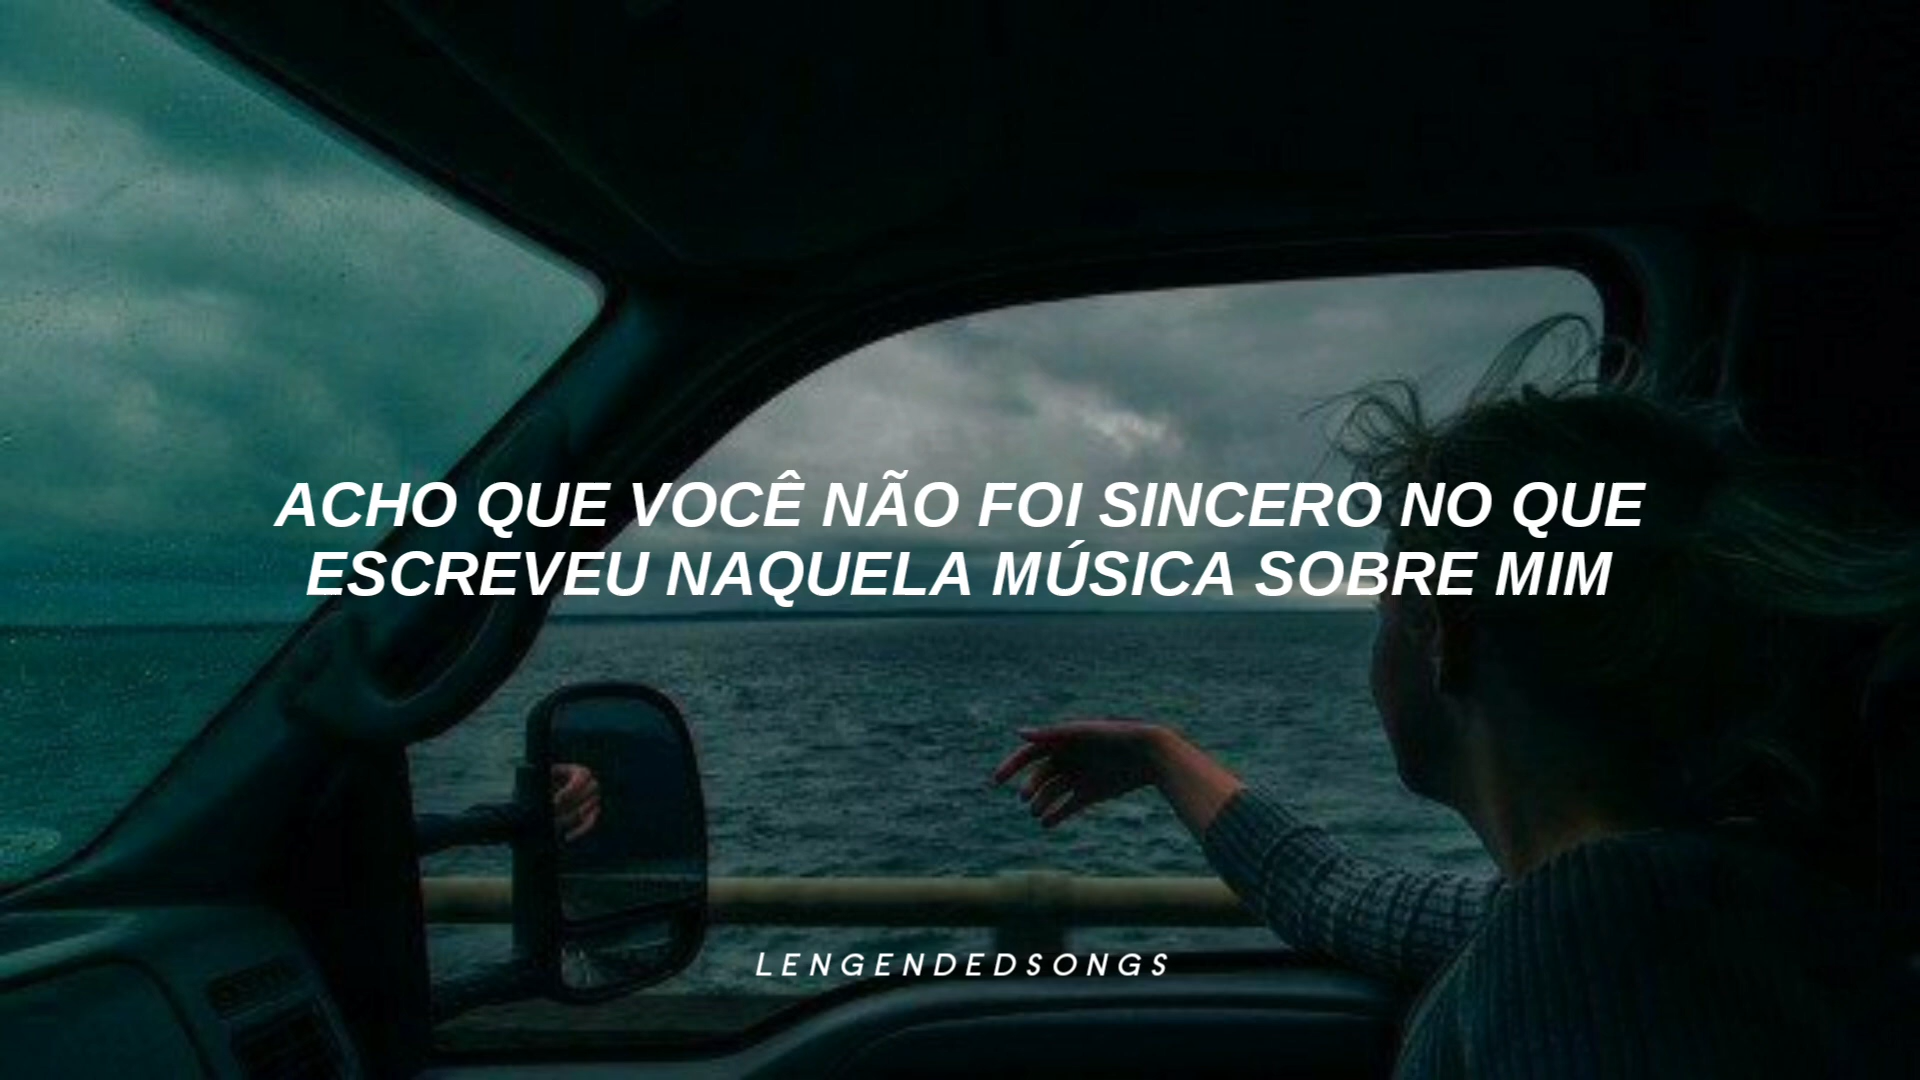 ACHO QUE VOCÊ NÃO FOI SINCERO NO QUE
ESCREVEU NAQUELA MÚSICA SOBRE MIM
LENGENDEDSONGS